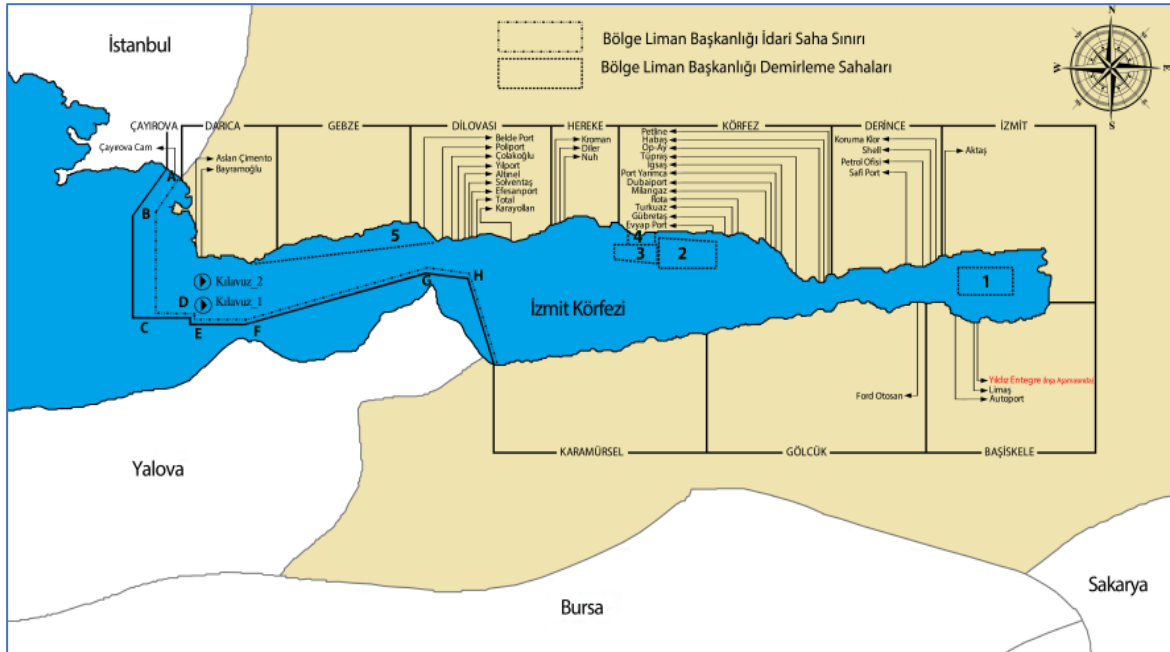 İstanbul
Bölge Liman Başkanlığı İdari Saha Sınırı
Bölge Liman Başkanlığı Demirleme Sahaları
N
E
S
W
ÇAYIROVA
DARICA
GEBZE
DİLOVASI
HEREKE
KÖRFEZ
DERİNCE
İZMİT
Çayırova Cam
Aslan Çimento
Bayramoğlu
Belde Port
Poliport
Çolakoğlu
Yılport
Altınel
Solventaş
Efesanport
Total
Karayolları
Kroman
Diler
Nuh
Petline
Habaş
Op-Ay
Tüpraş
İgsaş
Port Yarımca
Dubaiport
Milangaz
Rota
Turkuaz
Gübretaş
Evyap Port
Koruma Klor
Shell
Petrol Ofisi
Safi Port
Aktaş
A
B
C
D
E
F
G
H
5
4
3
2
1
Kılavuz_2
Kılavuz_1
İzmit Körfezi
Yıldız Entegre (İnşa Aşamasında)
Limaş
Autoport
Ford Otosan
KARAMÜRSEL
GÖLCÜK
BAŞİSKELE
Yalova
Bursa
Sakarya